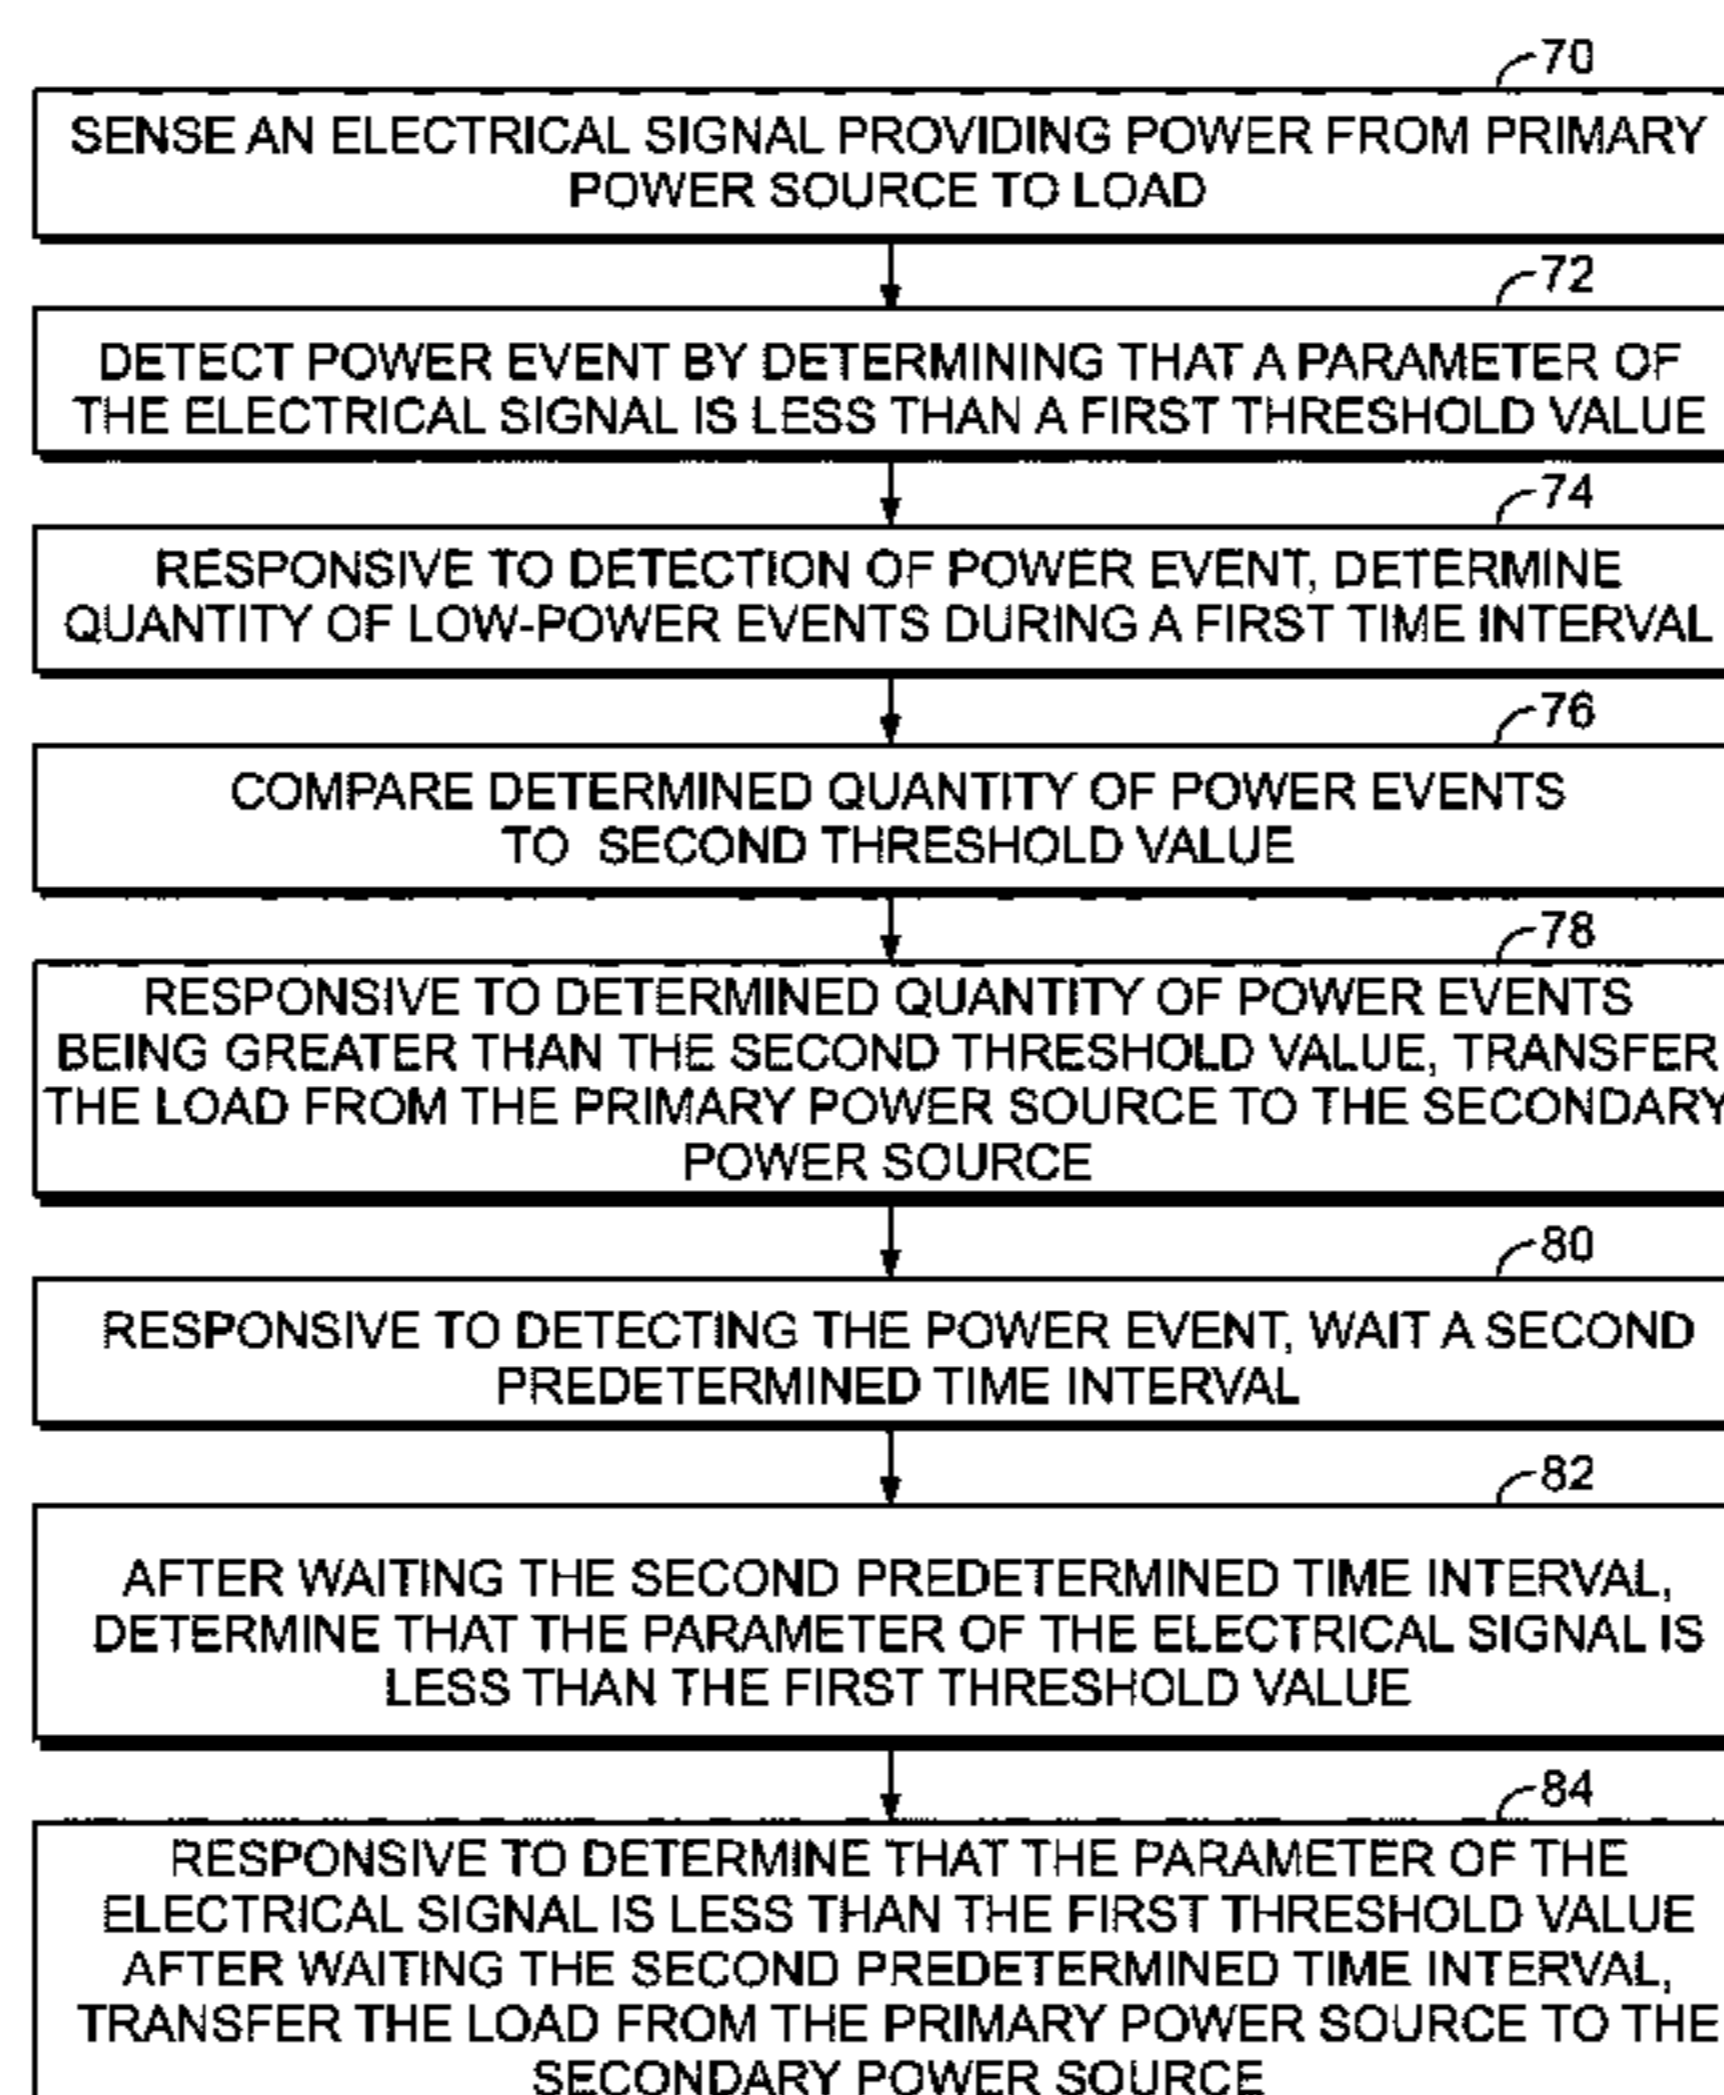 70
SENSE AN ELECTRICAL SIGNAL PROVIDING POWER FROM PRIMARY
POWER SOURCE TO LOAD
72
DETECT POWER EVENT BY DETERMINING THAT A PARAMETER OF
THE ELECTRICAL SIGNAL IS LESS THAN A FIRST THRESHOLD VALUE
74
RESPONSIVE TO DETECTION OF POWER EVENT, DETERMINE
QUANTITY OF LOW-POWER EVENTS DURING A FIRST TIME INTERVAL
76
COMPARE DETERMINED QUANTITY OF POWER EVENTS
TO SECOND THRESHOLD VALUE
78
RESPONSIVE TO DETERMINED QUANTITY OF POWER EVENTS
BEING GREATER THAN THE SECOND THRESHOLD VALUE, TRANSFER
THE LOAD FROM THE PRIMARY POWER SOURCE TO THE SECONDARY
POWER SOURCE
80
RESPONSIVE TO DETECTING THE POWER EVENT, WAIT A SECOND
PREDETERMINED TIME INTERVAL
82
AFTER WAITING THE SECOND PREDETERMINED TIME INTERVAL,
DETERMINE THAT THE PARAMETER OF THE ELECTRICAL SIGNAL IS
LESS THAN THE FIRST THRESHOLD VALUE
84
RESPONSIVE TO DETERMINE THAT THE PARAMETER OF THE
ELECTRICAL SIGNAL IS LESS THAN THE FIRST THRESHOLD VALUE
AFTER WAITING THE SECOND PREDETERMINED TIME INTERVAL,
TRANSFER THE LOAD FROM THE PRIMARY POWER SOURCE TO THE
SECONDARY POWER SOURCE